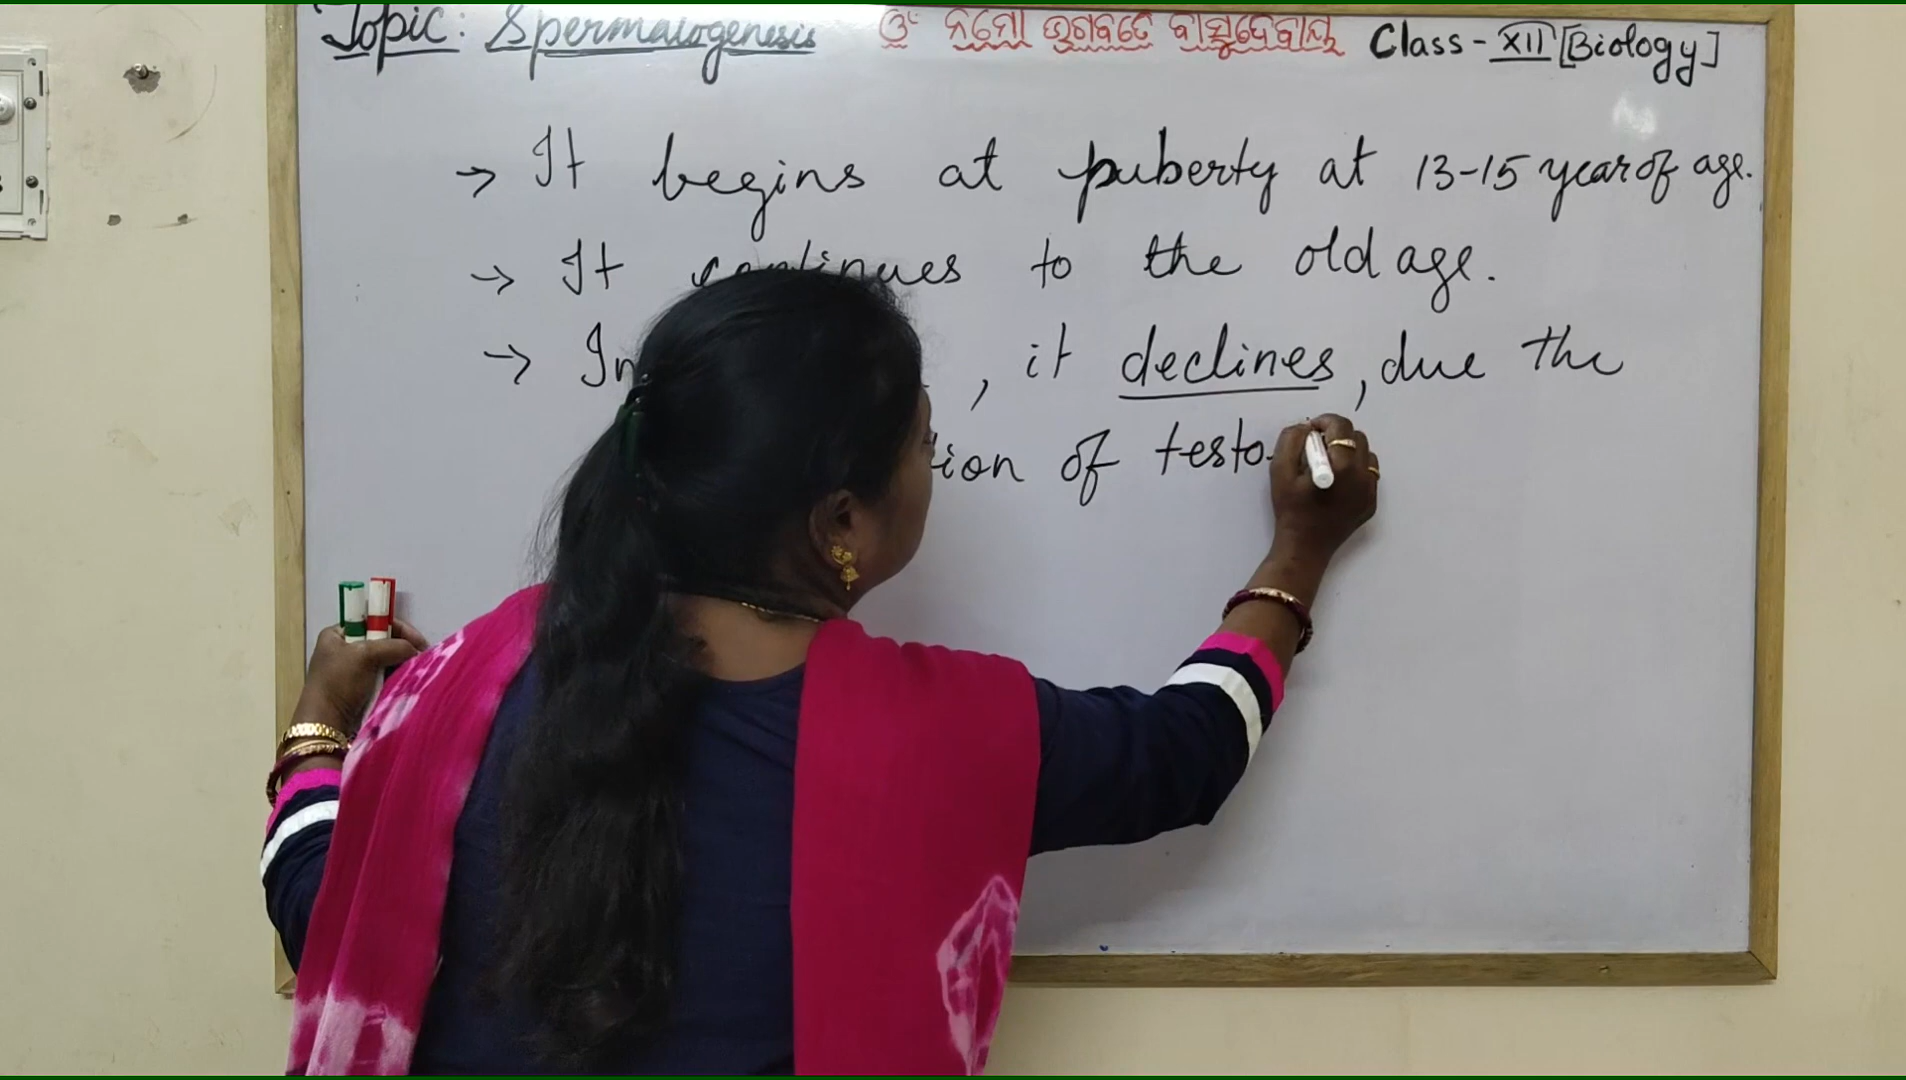 Topic: Spermatogenesis ଓଁ ନମୋ ଭଗବତେ ବାସୁଦେବାୟ Class - XII [Biology]
→ It begins at puberty at 13-15 year of age.
→ It continues to the old age.
→ In , it declines, due the
tion of testo